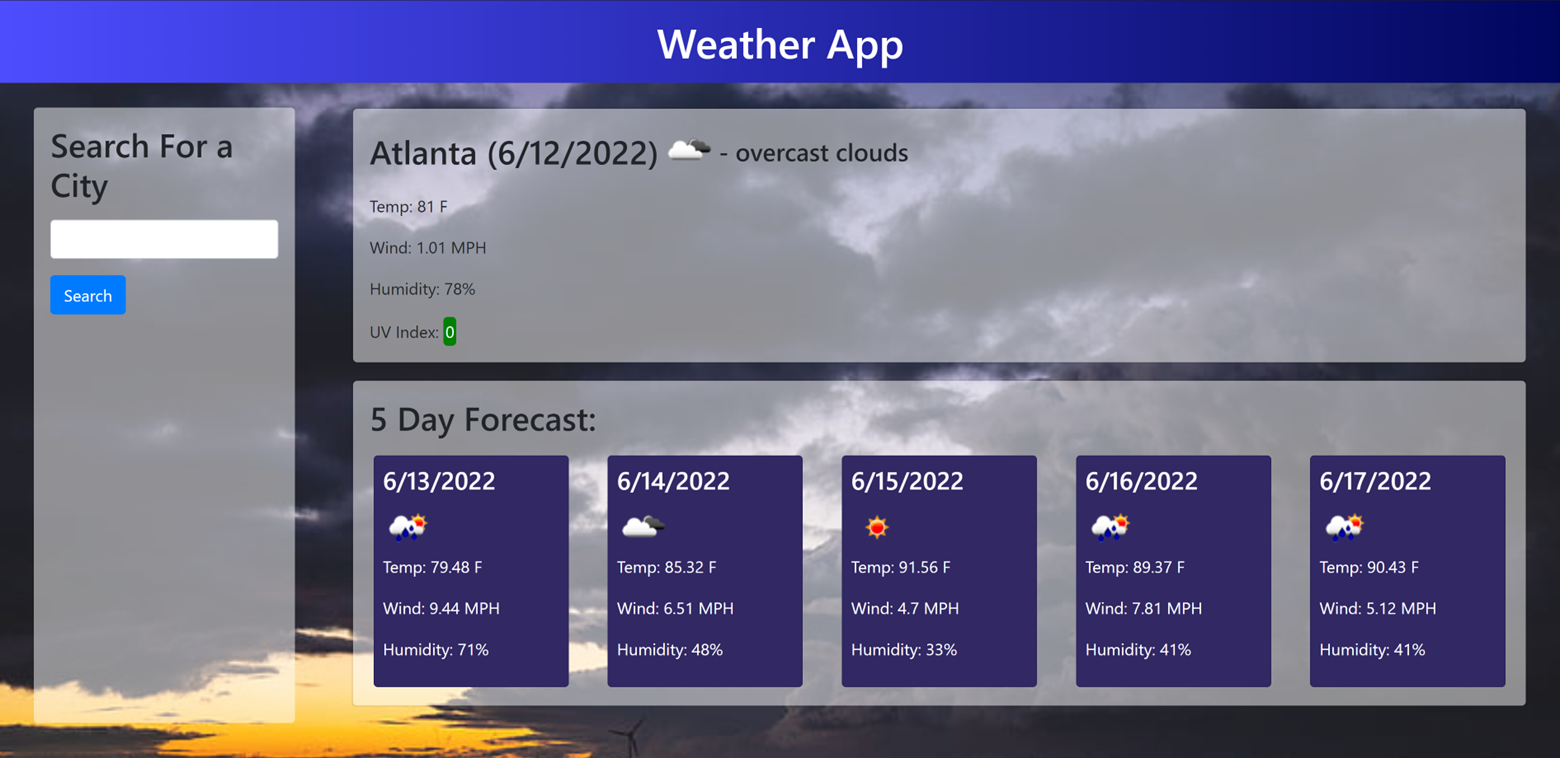 Weather App
Search For a
City
Search
Atlanta (6/12/2022) - overcast clouds
Temp: 81 F
Wind: 1.01 MPH
Humidity: 78%
UV Index: 0
5 Day Forecast:
6/13/2022
Temp: 79.48 F
Wind: 9.44 MPH
Humidity: 71%
6/14/2022
Temp: 85.32 F
Wind: 6.51 MPH
Humidity: 48%
6/15/2022
Temp: 91.56 F
Wind: 4.7 MPH
Humidity: 33%
6/16/2022
Temp: 89.37 F
Wind: 7.81 MPH
Humidity: 41%
6/17/2022
Temp: 90.43 F
Wind: 5.12 MPH
Humidity: 41%